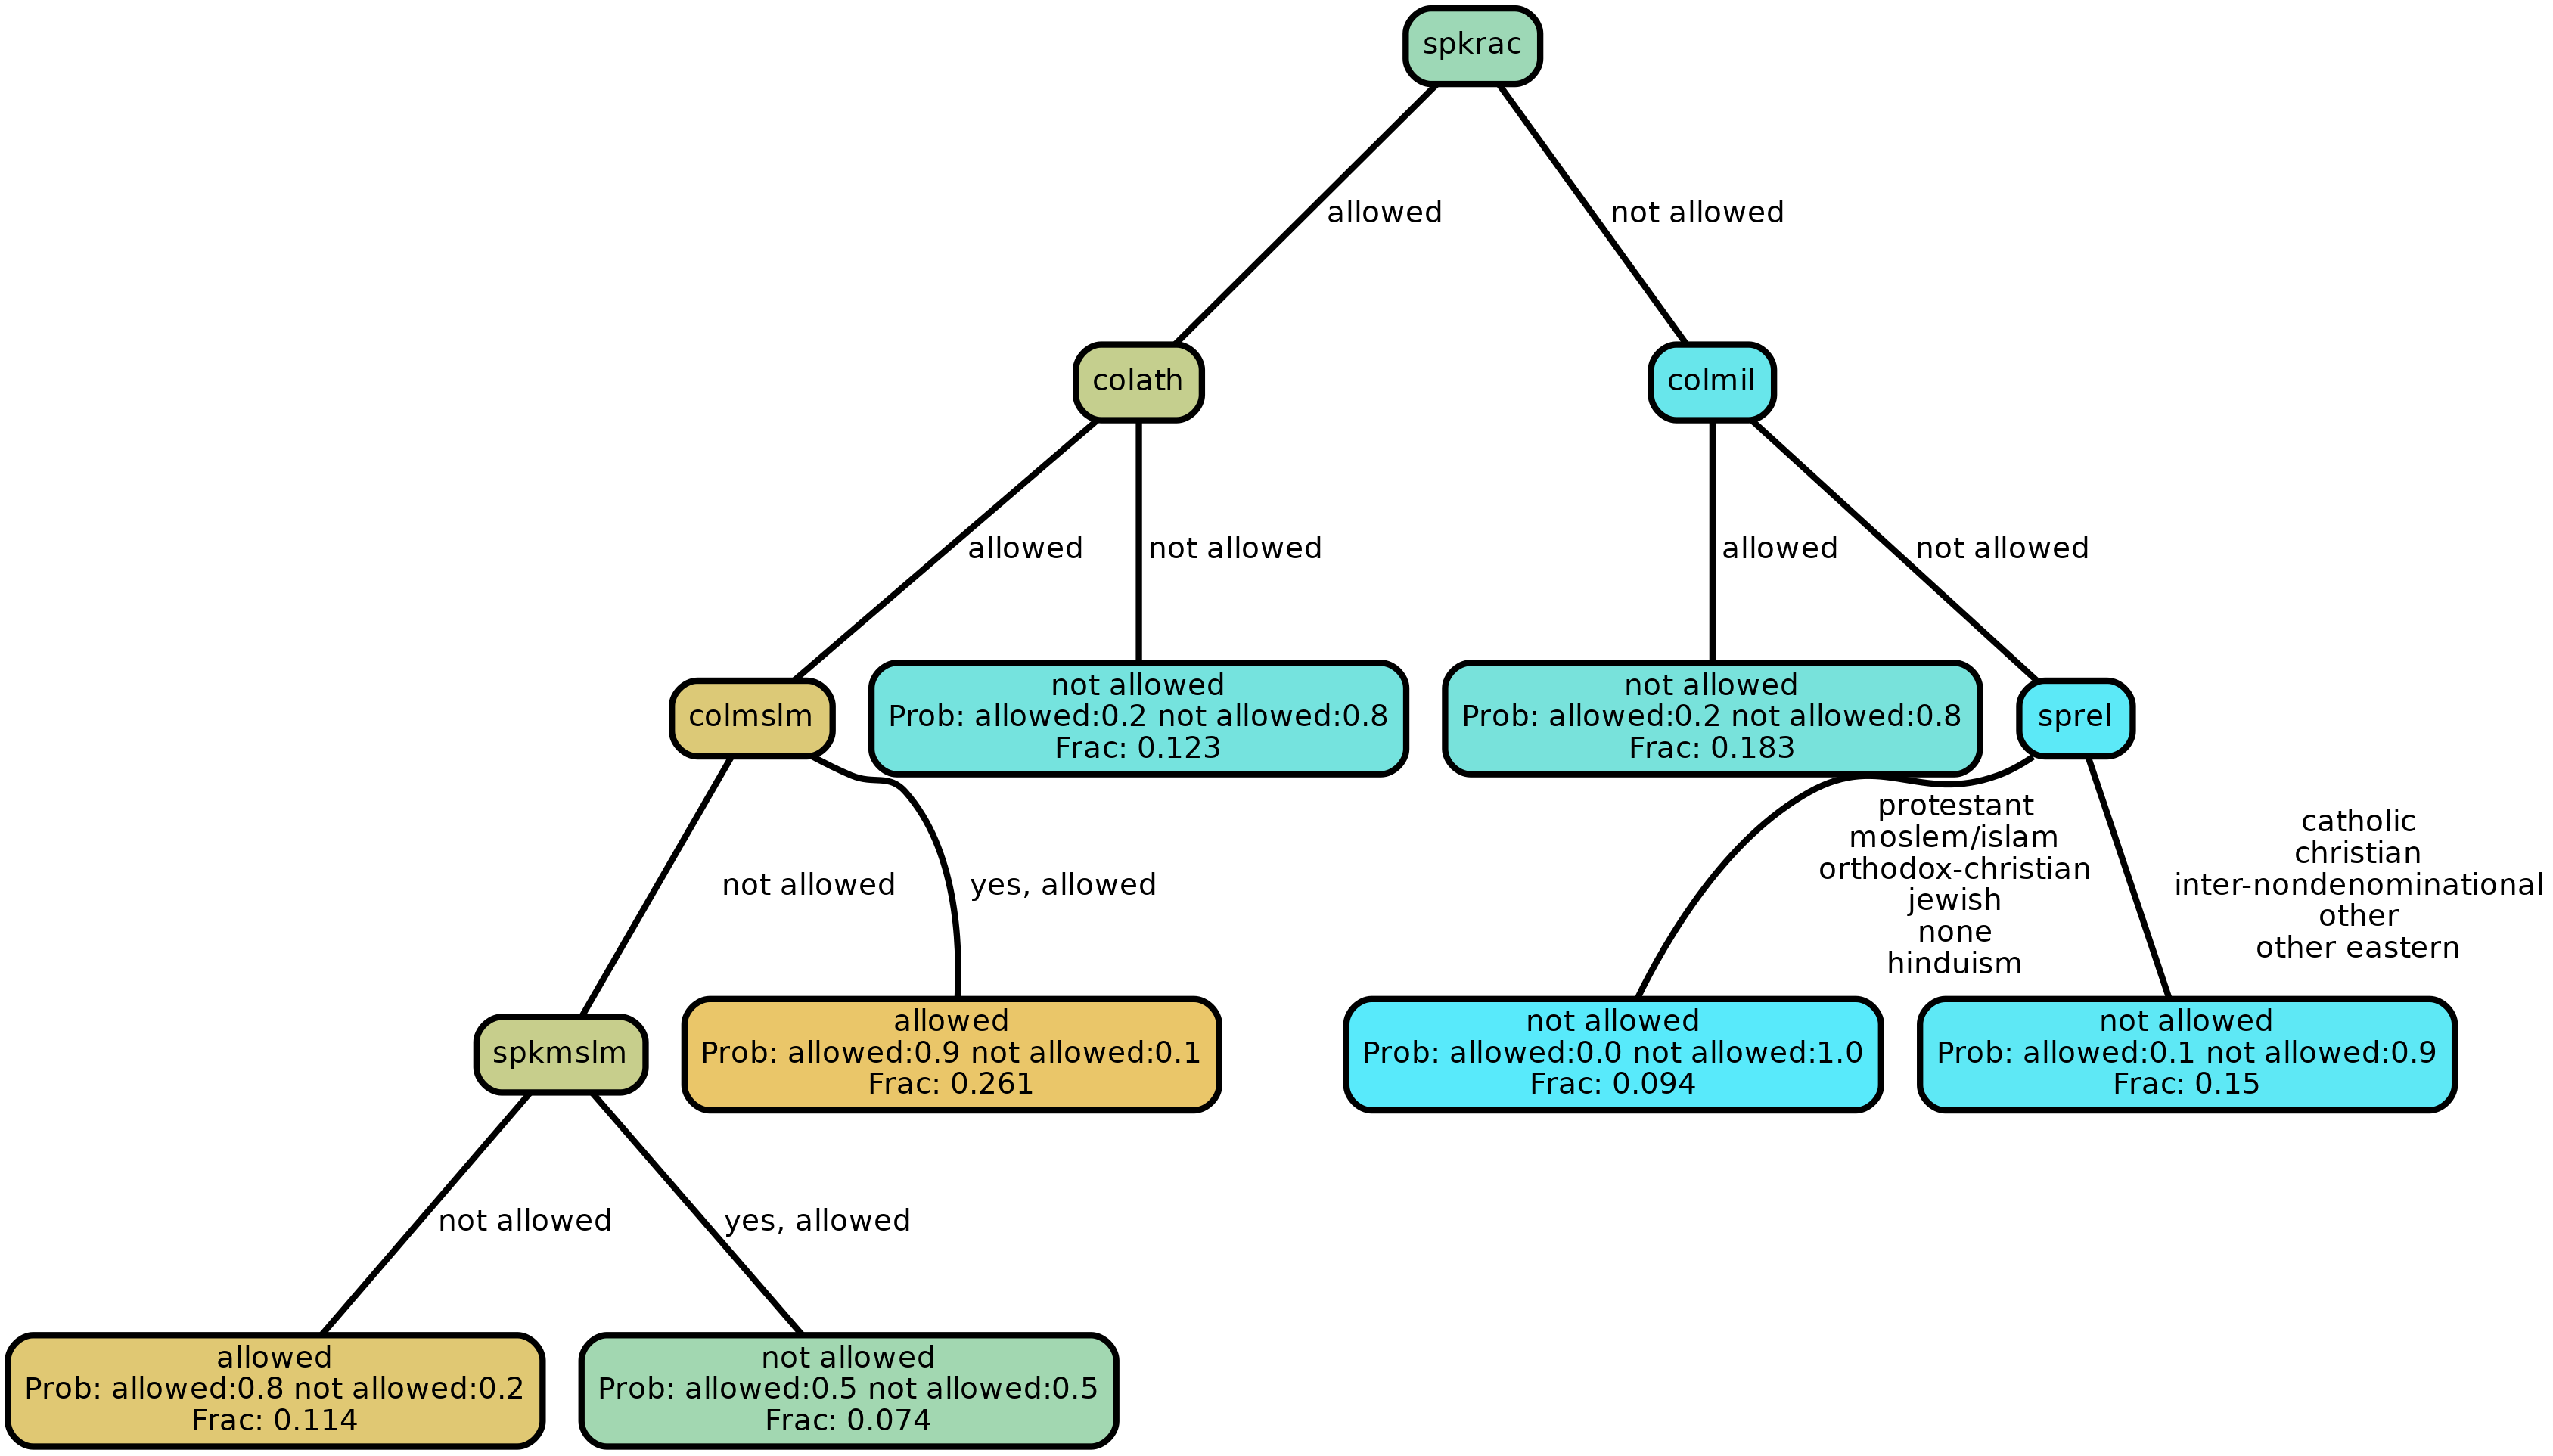 spkrac
allowed
not allowed
colath
colmil
allowed
not allowed
allowed
not allowed
colmslm
not allowed
Prob: allowed:0.2 not allowed:0.8
Frac: 0.123
not allowed
Prob: allowed:0.2 not allowed:0.8
Frac: 0.183
sprel
not allowed
yes, allowed
protestant
moslem/islam
orthodox-christian
jewish
none
hinduism
catholic
christian
inter-nondenominational
other
other eastern
spkmslm
allowed
Prob: allowed:0.9 not allowed:0.1
Frac: 0.261
not allowed
Prob: allowed:0.0 not allowed:1.0
Frac: 0.094
not allowed
Prob: allowed:0.1 not allowed:0.9
Frac: 0.15
not allowed
yes, allowed
allowed
Prob: allowed:0.8 not allowed:0.2
Frac: 0.114
not allowed
Prob: allowed:0.5 not allowed:0.5
Frac: 0.074